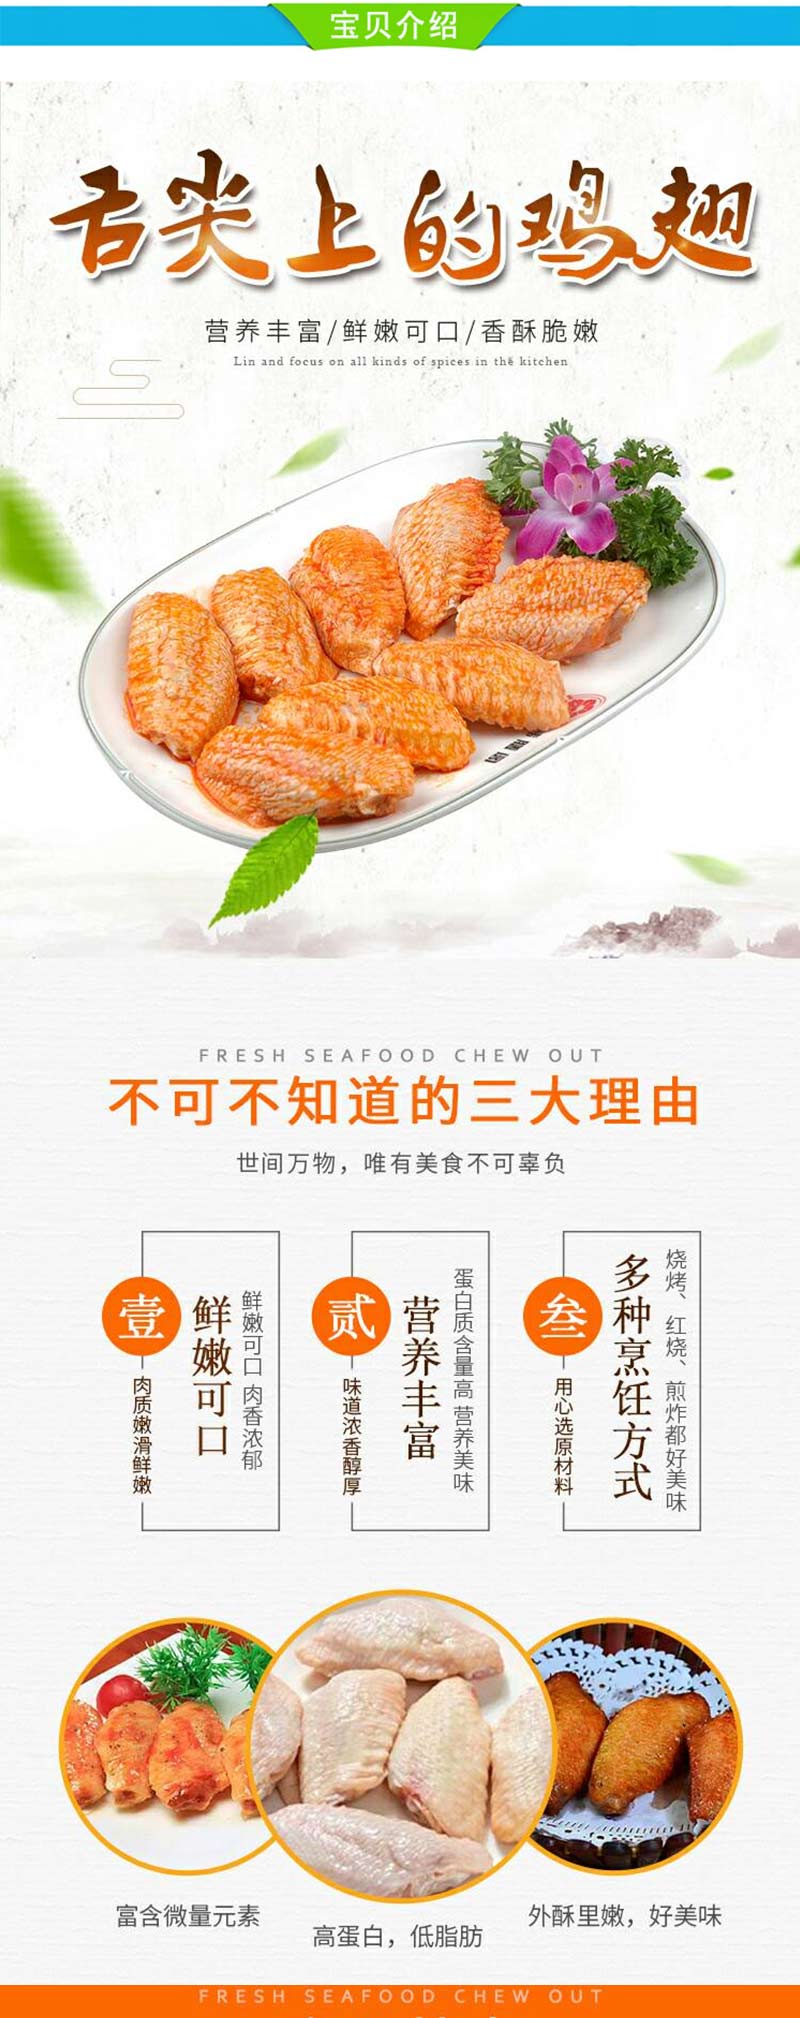 宝贝介绍
舌尖上的鸡翅
营养丰富/鲜嫩可口/香酥脆嫩
Lin and focus on all kinds of spices in thē kitchen
FRESH SEAFOOD CHEW OUT
不可不知道的三大理由
世间万物，唯有美食不可辜负
壹
肉质嫩滑鲜嫩
鲜嫩可口
鲜嫩可口 肉香浓郁
贰
味道浓香醇厚
营养丰富
蛋白质含量高 营养美味
叁
用心选原材料
多种烹饪方式
烧烤、红烧、煎炸都好美味
富含微量元素
高蛋白，低脂肪
外酥里嫩，好美味
FRESH SEAFOOD CHEW OUT